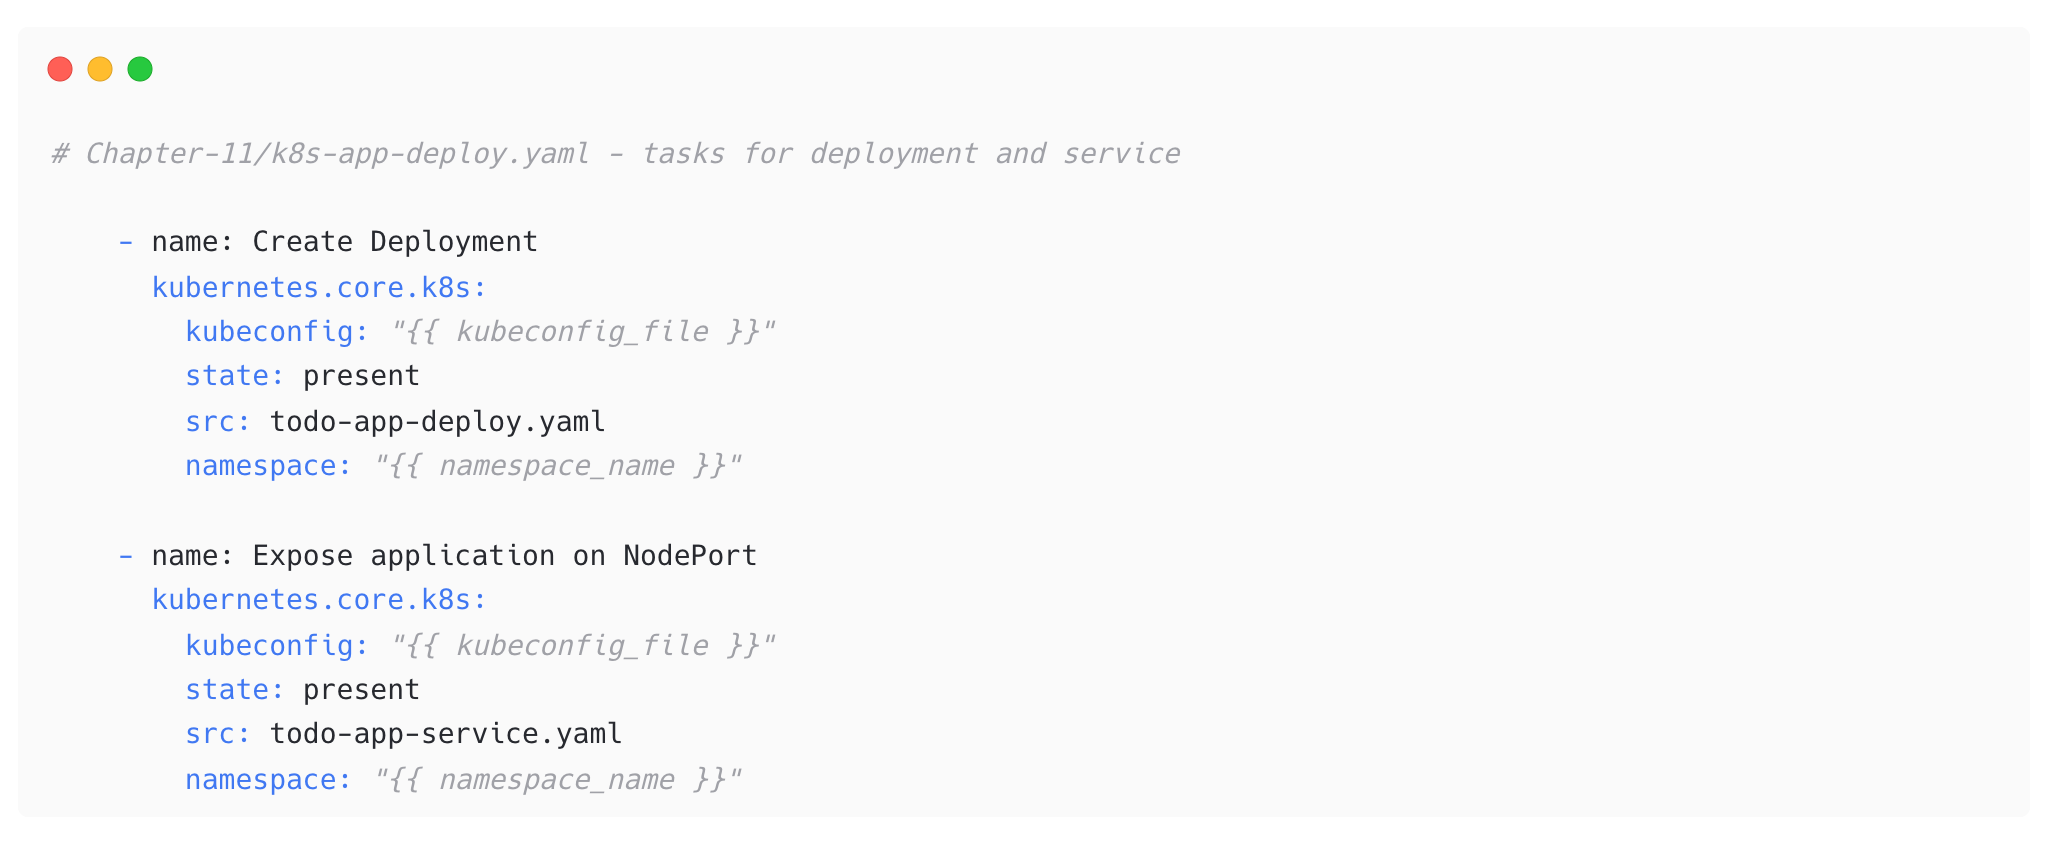 # Chapter-11/k8s-app-deploy.yaml - tasks for deployment and service
- name: Create Deployment
kubernetes.core.k8s:
kubeconfig: "{{ kubeconfig_file }}"
state: present
src: todo-app-deploy.yaml
namespace: "{{ namespace_name }}"
- name: Expose application on NodePort
kubernetes.core.k8s:
kubeconfig: "{{ kubeconfig_file }}"
state: present
src: todo-app-service.yaml
namespace: "{{ namespace_name }}"